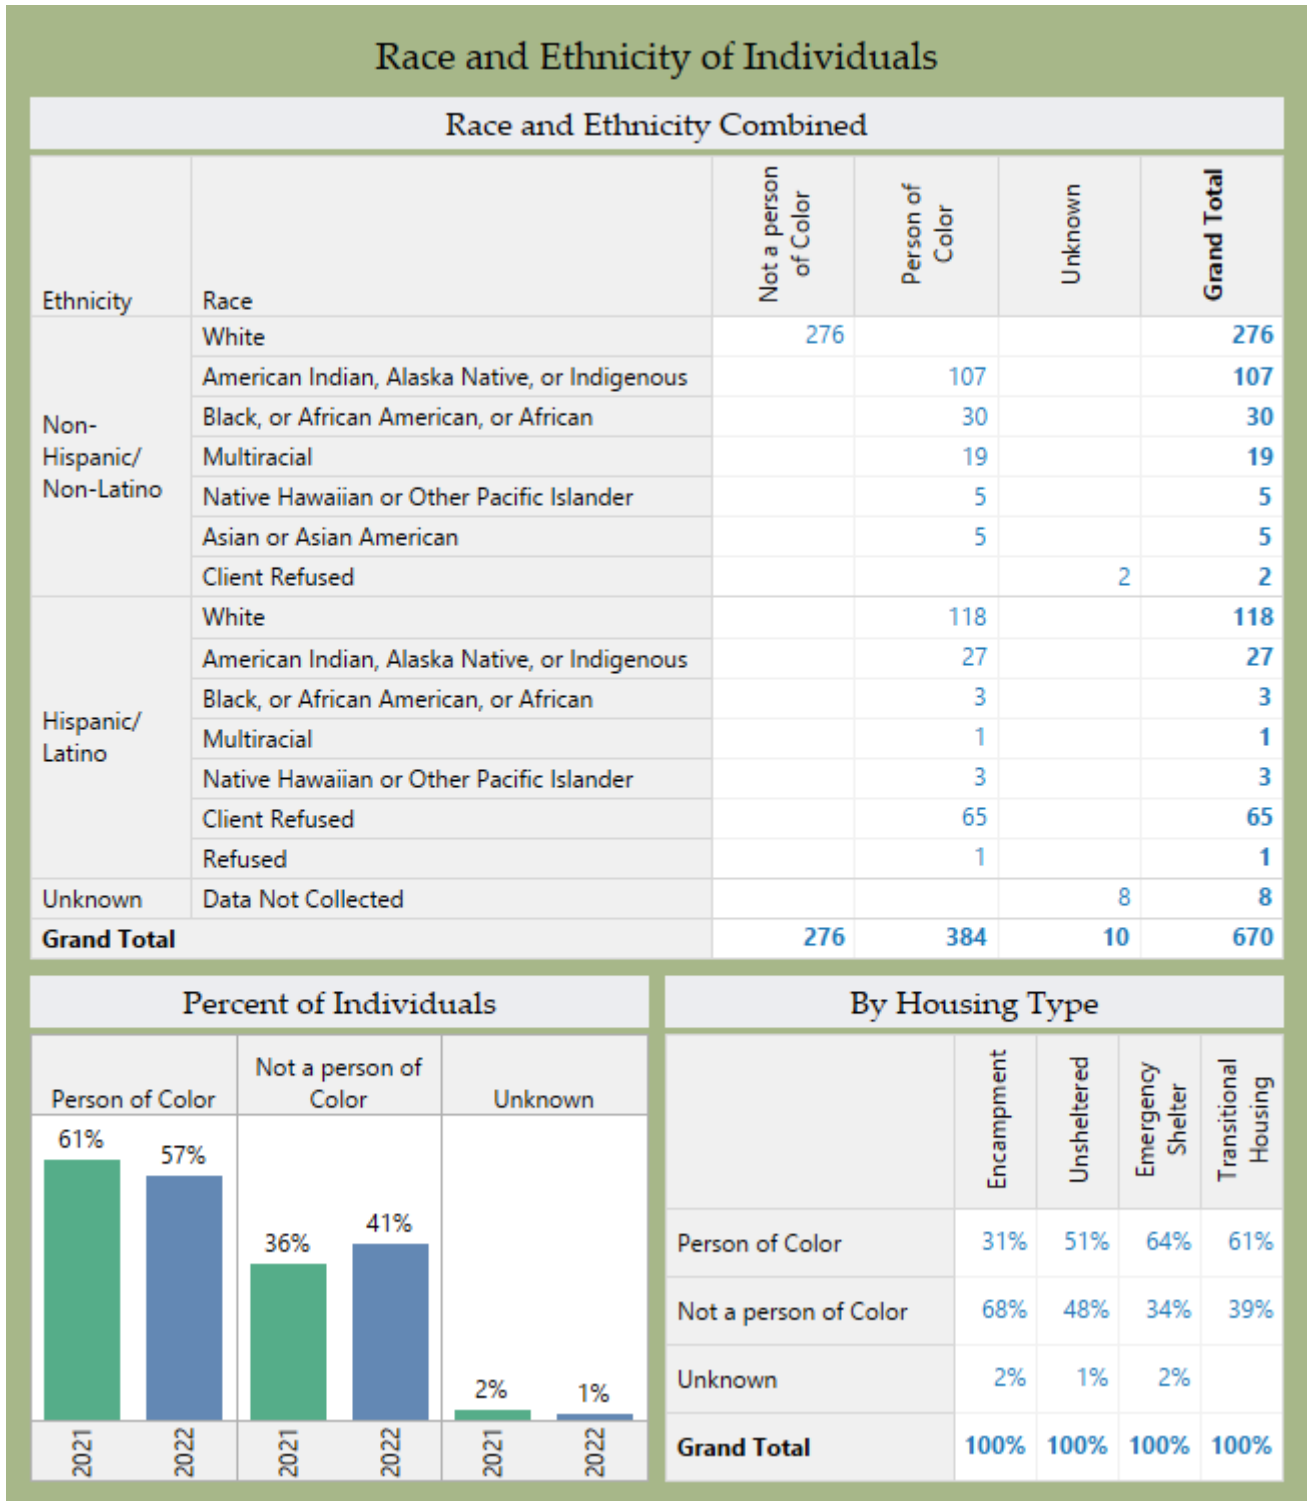 Race and Ethnicity of Individuals
Race and Ethnicity Combined
Ethnicity Race Not a person of Color Person of Color Unknown Grand Total
Non-Hispanic/ Non-Latino
White 276 276
American Indian, Alaska Native, or Indigenous 107 107
Black, or African American, or African 30 30
Multiracial 19 19
Native Hawaiian or Other Pacific Islander 5 5
Asian or Asian American 5 5
Client Refused 2 2
Hispanic/ Latino
White 118 118
American Indian, Alaska Native, or Indigenous 27 27
Black, or African American, or African 3 3
Multiracial 1 1
Native Hawaiian or Other Pacific Islander 3 3
Client Refused 65 65
Refused 1 1
Unknown Data Not Collected 8 8
Grand Total 276 384 10 670
Percent of Individuals
Person of Color Not a person of Color Unknown
61% 57% 36% 41% 2% 1%
2021 2022 2021 2022 2021 2022
By Housing Type
Encampment Unsheltered Emergency Shelter Transitional Housing
Person of Color 31% 51% 64% 61%
Not a person of Color 68% 48% 34% 39%
Unknown 2% 1% 2%
Grand Total 100% 100% 100% 100%